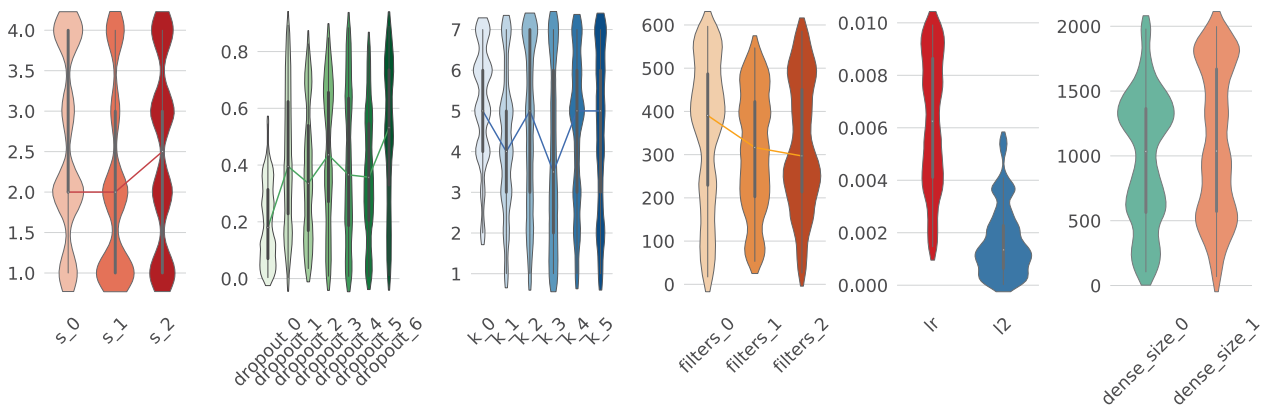 4.0
3.5
3.0
2.5
2.0
1.5
1.0
s_0
s_1
s_2
0.8
0.6
0.4
0.2
0.0
dropout_0
dropout_1
dropout_2
dropout_3
dropout_4
dropout_5
dropout_6
7
6
5
4
3
2
1
k_0
k_1
k_2
k_3
k_4
k_5
600
500
400
300
200
100
0
filters_0
filters_1
filters_2
0.010
0.008
0.006
0.004
0.002
0.000
lr
l2
2000
1500
1000
500
0
dense_size_0
dense_size_1